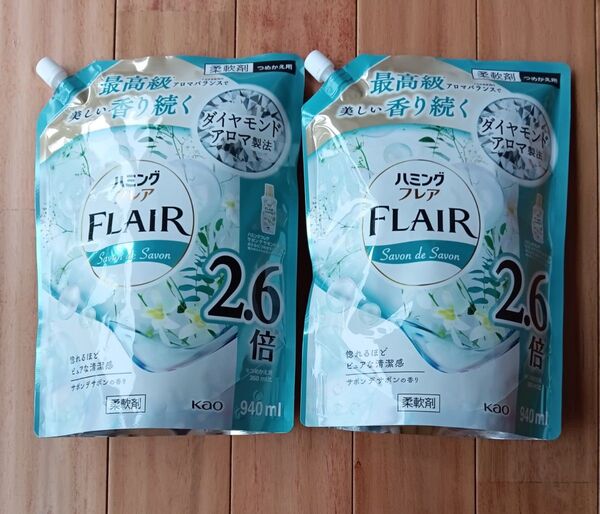 柔軟剤 つめかえ用
最高級アロマバランスで
美しい香り続く
ダイヤモンド
アロマ製法
ハミング
フレア
FLAIR
Savon de Savon
2.6
倍
惚れるほど
ピュアな清潔感
サボンデサボンの香り
柔軟剤
Kao
940ml
柔軟剤 つめかえ用
最高級アロマバランスで
美しい香り続く
ダイヤモンド
アロマ製法
ハミング
フレア
FLAIR
Savon de Savon
2.6
倍
惚れるほど
ピュアな清潔感
サボンデサボンの香り
柔軟剤
Kao
940ml